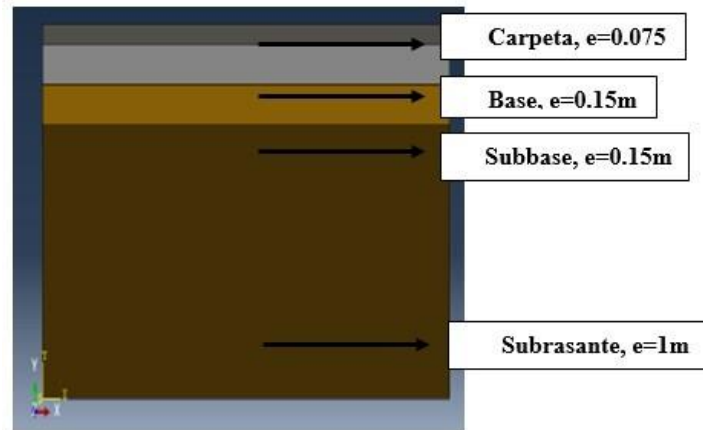 Carpeta, e=0.075
Base, e=0.15m
Subbase, e=0.15m
Subrasante, e=1m
Y
X